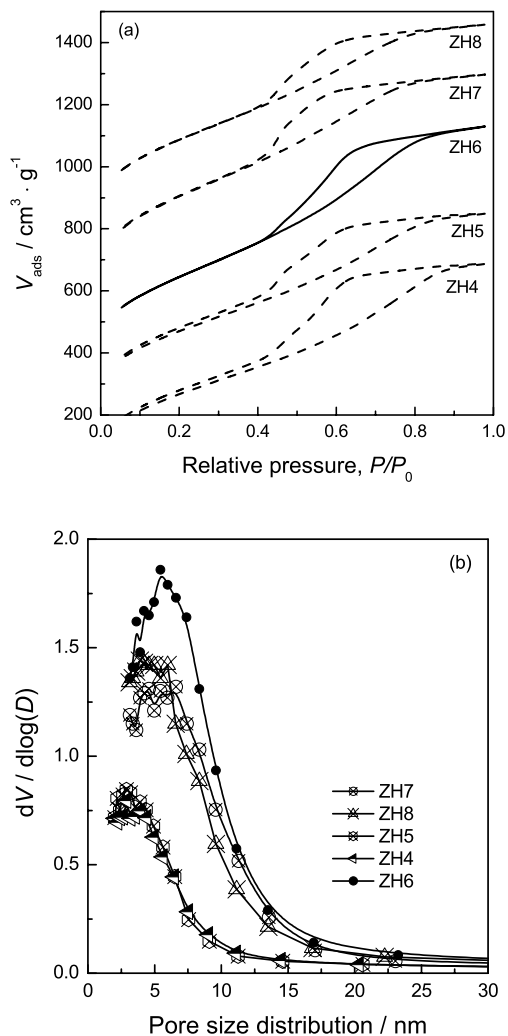 (a)
1400
1200
1000
800
600
400
200
V_ads / cm³ · g⁻¹
ZH8
ZH7
ZH6
ZH5
ZH4
0.0 0.2 0.4 0.6 0.8 1.0
Relative pressure, P/P₀
(b)
2.0
1.5
1.0
0.5
0.0
dV / dlog(D)
ZH7
ZH8
ZH5
ZH4
ZH6
0 5 10 15 20 25 30
Pore size distribution / nm